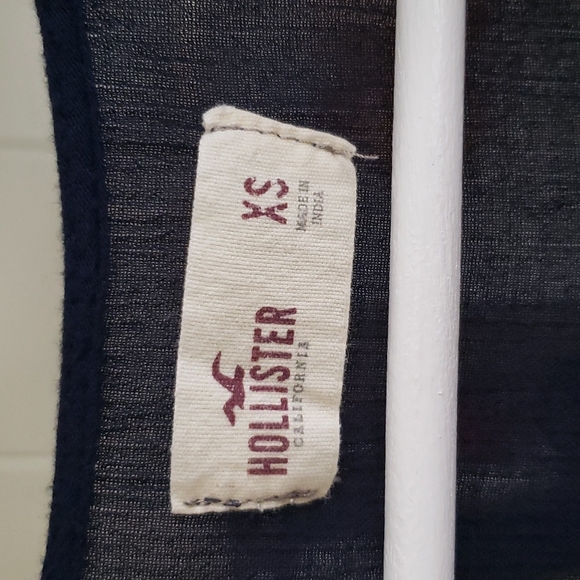 HOLLISTER
CALIFORNIA
XS
MADE IN
INDIA